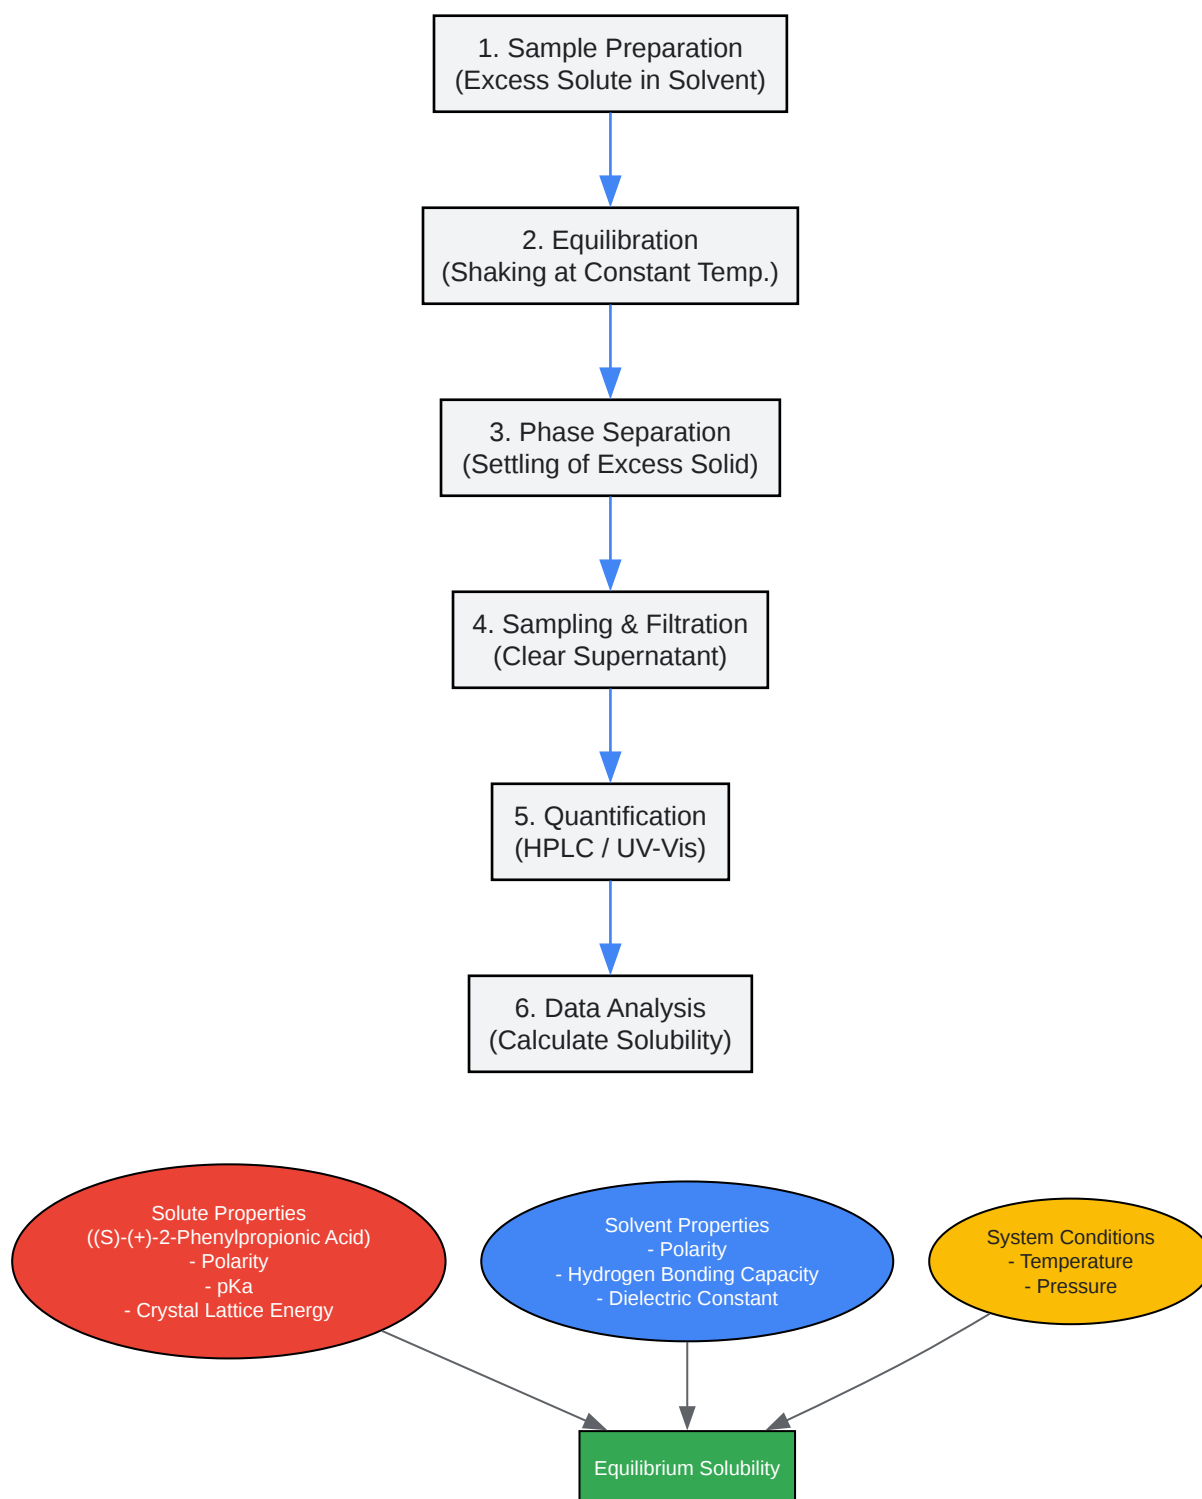 1. Sample Preparation
(Excess Solute in Solvent)
2. Equilibration
(Shaking at Constant Temp.)
3. Phase Separation
(Settling of Excess Solid)
4. Sampling & Filtration
(Clear Supernatant)
5. Quantification
(HPLC / UV-Vis)
6. Data Analysis
(Calculate Solubility)
Solute Properties
((S)-(+)-2-Phenylpropionic Acid)
- Polarity
- pKa
- Crystal Lattice Energy
Solvent Properties
- Polarity
- Hydrogen Bonding Capacity
- Dielectric Constant
System Conditions
- Temperature
- Pressure
Equilibrium Solubility